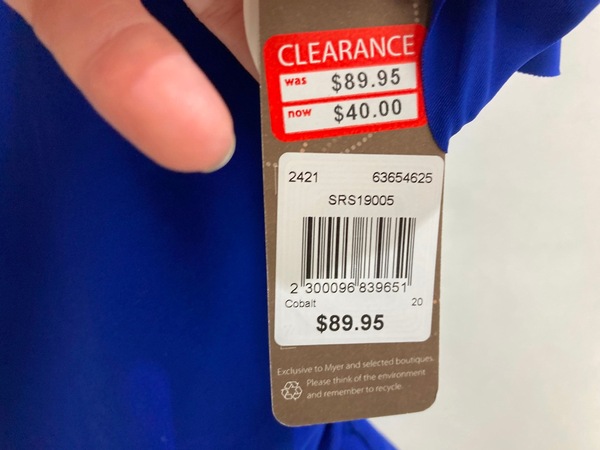 CLEARANCE
was $89.95
now $40.00
2421 63654625
SRS19005
2 300096 839651
Cobalt 20
$89.95
Exclusive to Myer and selected boutiques.
Please think of the environment
and remember to recycle